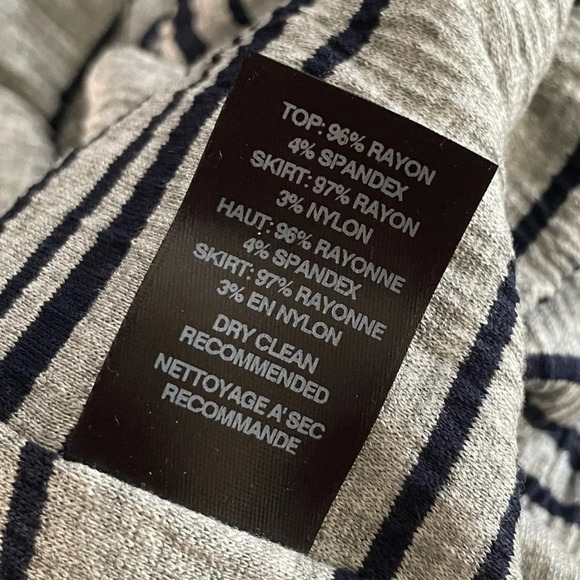 TOP: 96% RAYON
4% SPANDEX
SKIRT: 97% RAYON
3% NYLON
HAUT: 96% RAYONNE
4% SPANDEX
SKIRT: 97% RAYONNE
3% EN NYLON
DRY CLEAN
RECOMMENDED
NETTOYAGE A' SEC
RECOMMANDE